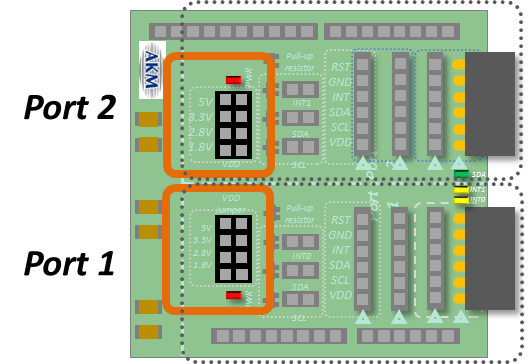 Port 2
AKM
PWR
5V
3.3V
2.8V
1.8V
VDD
Pull-up
resistor
INT1
SDA
SCL
RST
GND
INT
SDA
SCL
VDD
SDA
INT1
INT0
Port 1
VDD
Jumper
5V
3.3V
2.8V
1.8V
Pull-up
resistor
INT0
SDA
SCL
RST
GND
INT
SDA
SCL
VDD